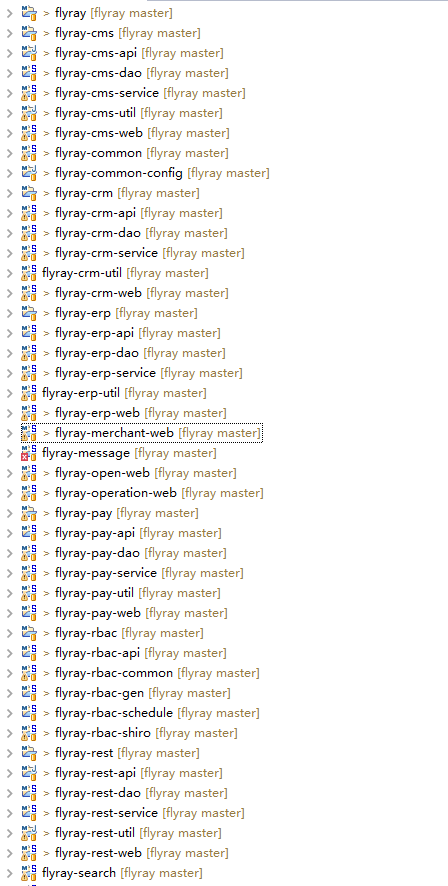 > flyray [flyray master]
> flyray-cms [flyray master]
> flyray-cms-api [flyray master]
> flyray-cms-dao [flyray master]
> flyray-cms-service [flyray master]
> flyray-cms-util [flyray master]
> flyray-cms-web [flyray master]
> flyray-common [flyray master]
> flyray-common-config [flyray master]
> flyray-crm [flyray master]
> flyray-crm-api [flyray master]
> flyray-crm-dao [flyray master]
> flyray-crm-service [flyray master]
flyray-crm-util [flyray master]
> flyray-crm-web [flyray master]
> flyray-erp [flyray master]
> flyray-erp-api [flyray master]
> flyray-erp-dao [flyray master]
> flyray-erp-service [flyray master]
flyray-erp-util [flyray master]
> flyray-erp-web [flyray master]
> flyray-merchant-web [flyray master]
flyray-message [flyray master]
> flyray-open-web [flyray master]
> flyray-operation-web [flyray master]
> flyray-pay [flyray master]
> flyray-pay-api [flyray master]
> flyray-pay-dao [flyray master]
> flyray-pay-service [flyray master]
> flyray-pay-util [flyray master]
> flyray-pay-web [flyray master]
> flyray-rbac [flyray master]
> flyray-rbac-api [flyray master]
> flyray-rbac-common [flyray master]
> flyray-rbac-gen [flyray master]
> flyray-rbac-schedule [flyray master]
> flyray-rbac-shiro [flyray master]
> flyray-rest [flyray master]
> flyray-rest-api [flyray master]
> flyray-rest-dao [flyray master]
> flyray-rest-service [flyray master]
> flyray-rest-util [flyray master]
> flyray-rest-web [flyray master]
flyray-search [flyray master]